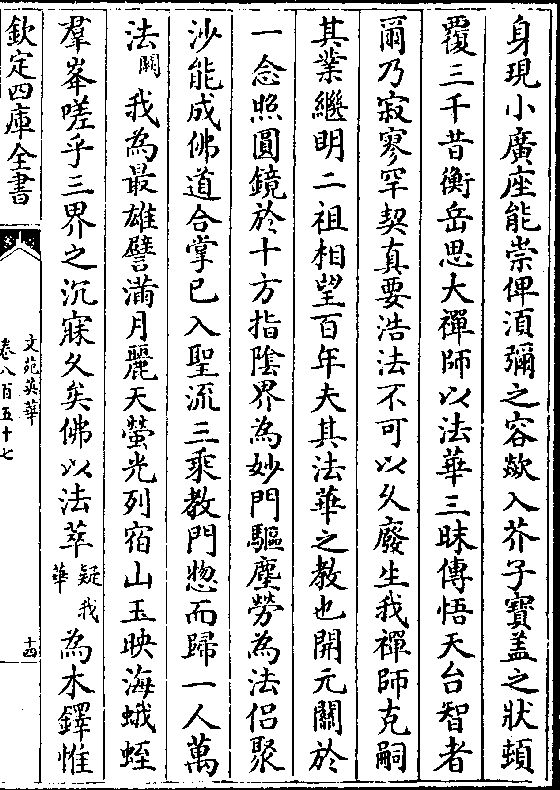 身現小廣座能崇俾湏彌之容歘入芥子寶盖之狀頓
覆三千昔衡岳思大禪師以法華三昧傳悟天台智者
爾乃寂寥罕契真要浩法不可以久廢生我禪師克嗣
其業繼明二祖相望百年夫其法華之教也開元關於
一念照圓鏡於十方指陰界為妙門驅塵勞為法侣聚
沙能成佛道合掌已入聖流三乗教門惣而歸一人萬
法闕我為最雄譬滿月麗天螢光列宿山玉映海蛾蛭
羣峯嗟乎三界之沉寐久矣佛以法萃疑華我為木鐸惟
欽定四庫全書
文苑英華
卷八百五十七
十四